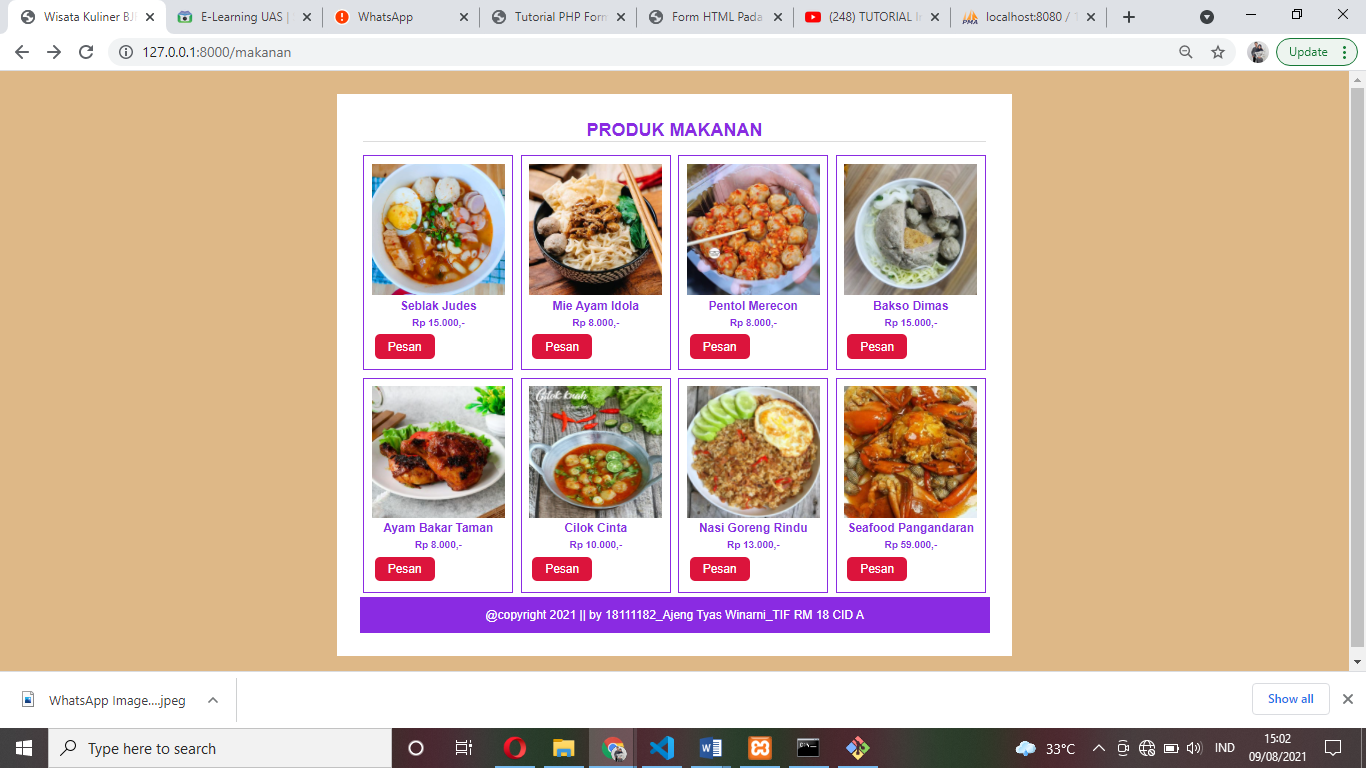 Wisata Kuliner BJI
E-Learning UAS |
WhatsApp
Tutorial PHP Form
Form HTML Pada
(248) TUTORIAL I
localhost:8080 /
127.0.0.1:8000/makanan
Update
PRODUK MAKANAN
Seblak Judes
Rp 15.000,-
Pesan
Mie Ayam Idola
Rp 8.000,-
Pesan
Pentol Merecon
Rp 8.000,-
Pesan
Bakso Dimas
Rp 15.000,-
Pesan
Ayam Bakar Taman
Rp 8.000,-
Pesan
Cilok kuah
Cilok Cinta
Rp 10.000,-
Pesan
Nasi Goreng Rindu
Rp 13.000,-
Pesan
Seafood Pangandaran
Rp 59.000,-
Pesan
@copyright 2021 || by 18111182_Ajeng Tyas Winarni_TIF RM 18 CID A
WhatsApp Image....jpeg
Show all
Type here to search
33°C
IND
15:02
09/08/2021